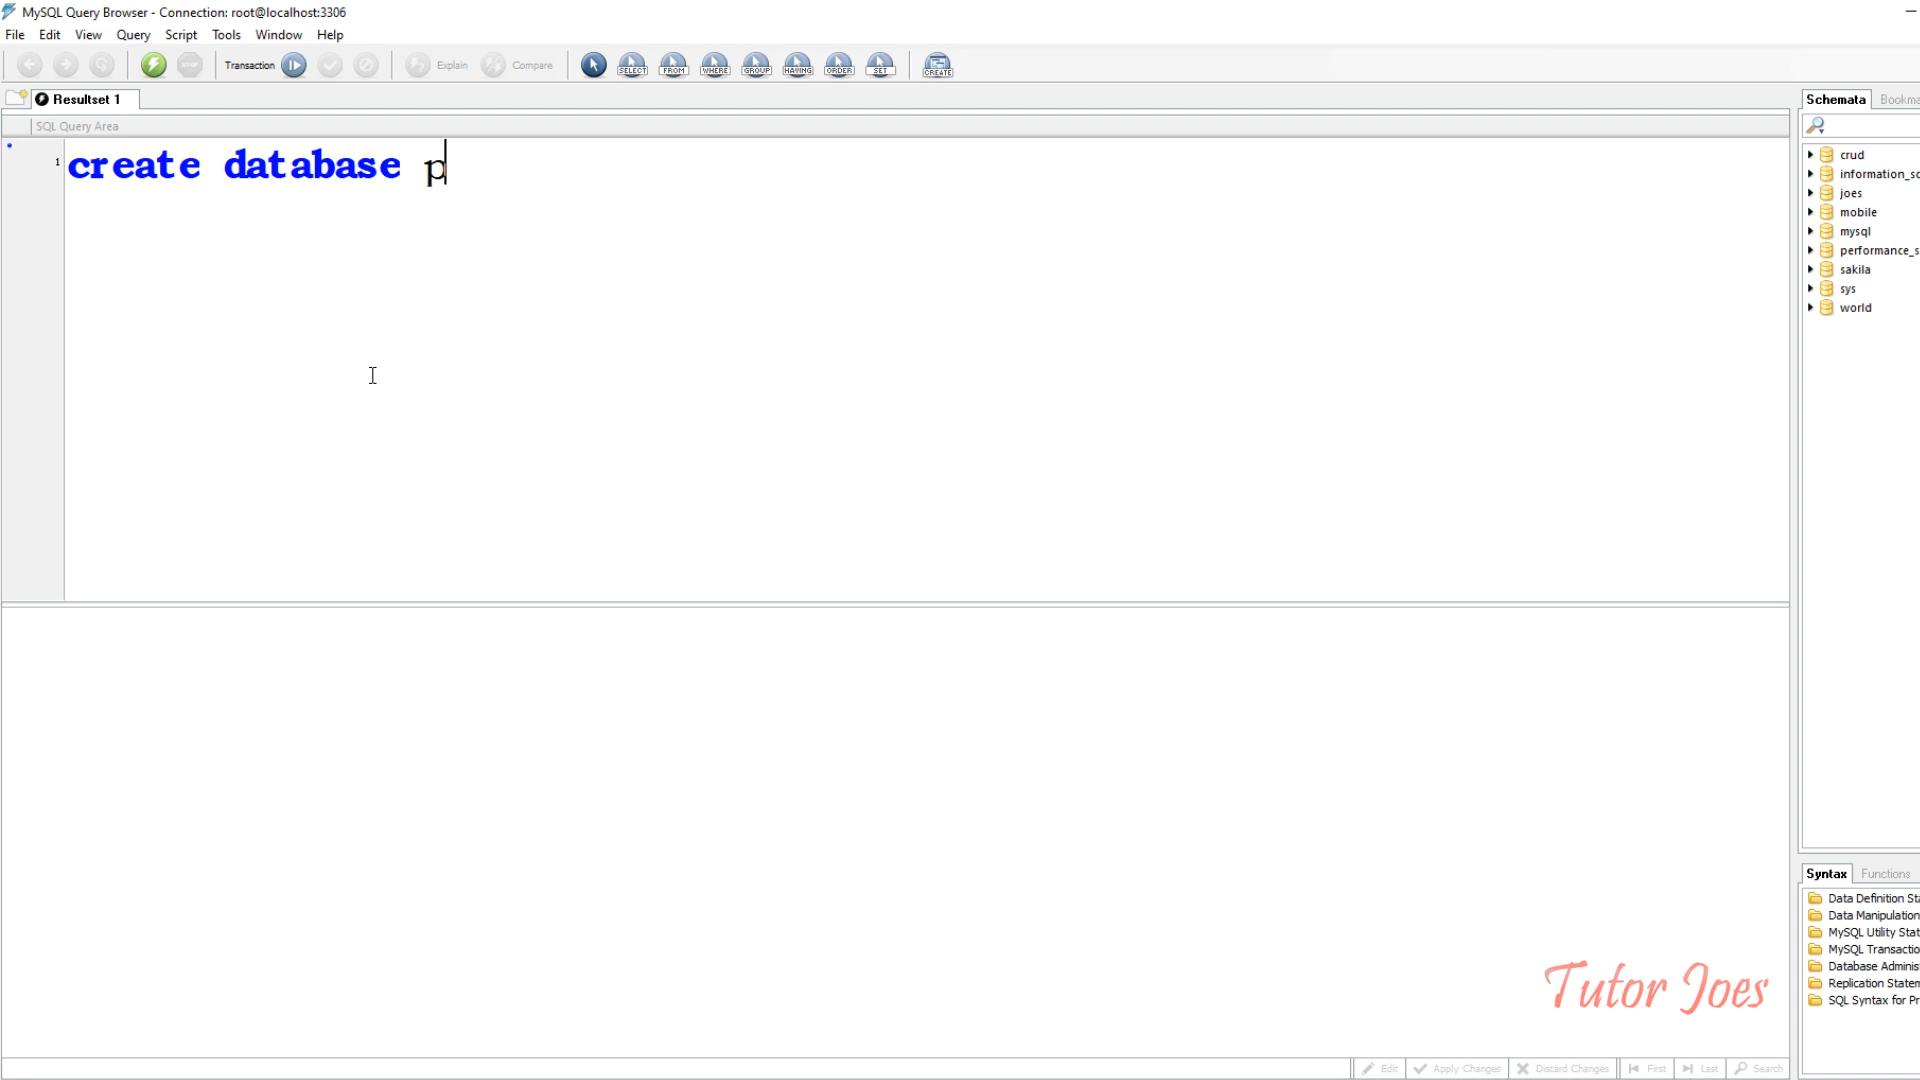 MySQL Query Browser - Connection: root@localhost:3306
File Edit View Query Script Tools Window Help
STOP Transaction Explain Compare SELECT FROM WHERE GROUP HAVING ORDER SET CREATE
Resultset 1
SQL Query Area
1 create database p
Schemata Bookma
crud
information_sc
joes
mobile
mysql
performance_s
sakila
sys
world
Syntax Functions
Data Definition Sta
Data Manipulation
MySQL Utility Stat
MySQL Transactio
Database Adminis
Replication Statem
SQL Syntax for Pr
Tutor Joes
Edit Apply Changes Discard Changes First Last Search